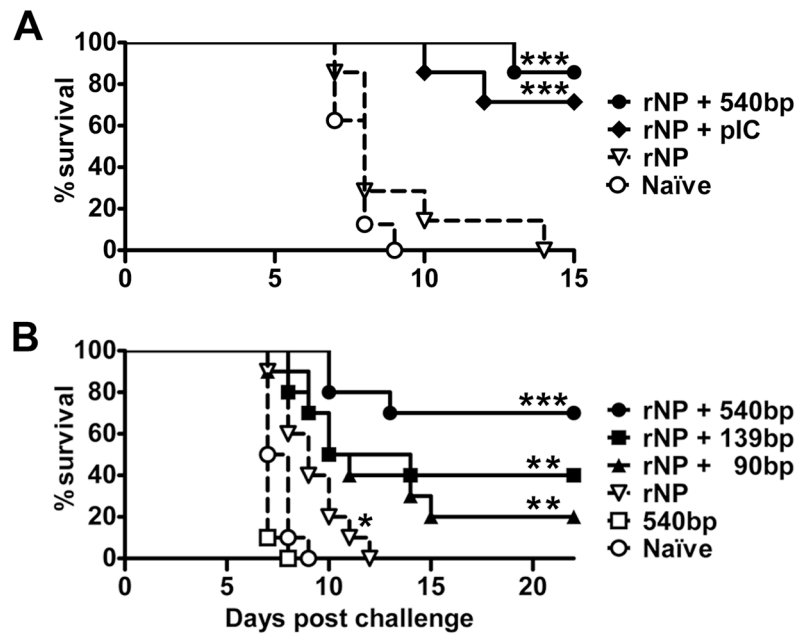 A
% survival
100
80
60
40
20
0
0 5 10 15
***
***
rNP + 540bp
rNP + pIC
rNP
Naïve
B
% survival
100
80
60
40
20
0
0 5 10 15 20
Days post challenge
***
**
**
*
rNP + 540bp
rNP + 139bp
rNP + 90bp
rNP
540bp
Naïve